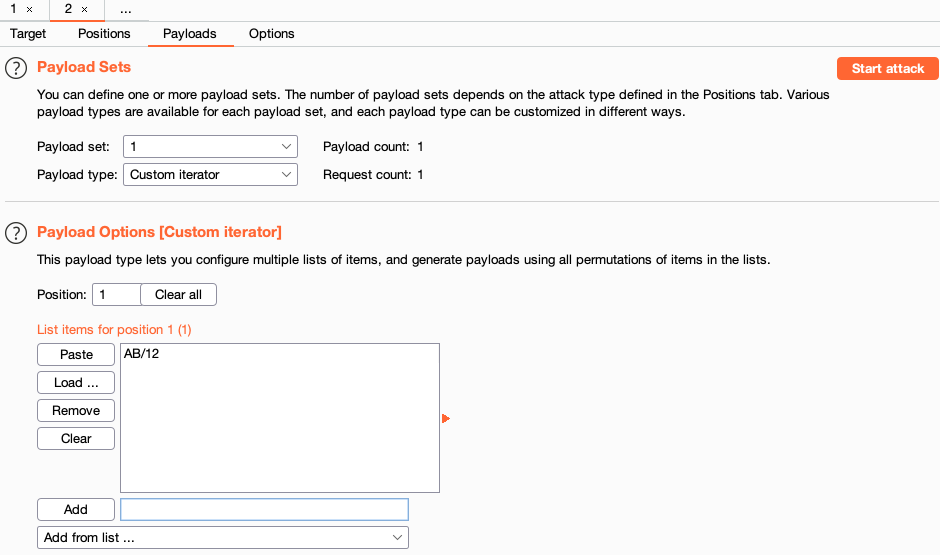 1 × 2 × ...
Target Positions Payloads Options
? Payload Sets Start attack
You can define one or more payload sets. The number of payload sets depends on the attack type defined in the Positions tab. Various
payload types are available for each payload set, and each payload type can be customized in different ways.
Payload set: 1 Payload count: 1
Payload type: Custom iterator Request count: 1
? Payload Options [Custom iterator]
This payload type lets you configure multiple lists of items, and generate payloads using all permutations of items in the lists.
Position: 1 Clear all
List items for position 1 (1)
Paste AB/12
Load ...
Remove
Clear
Add
Add from list ...